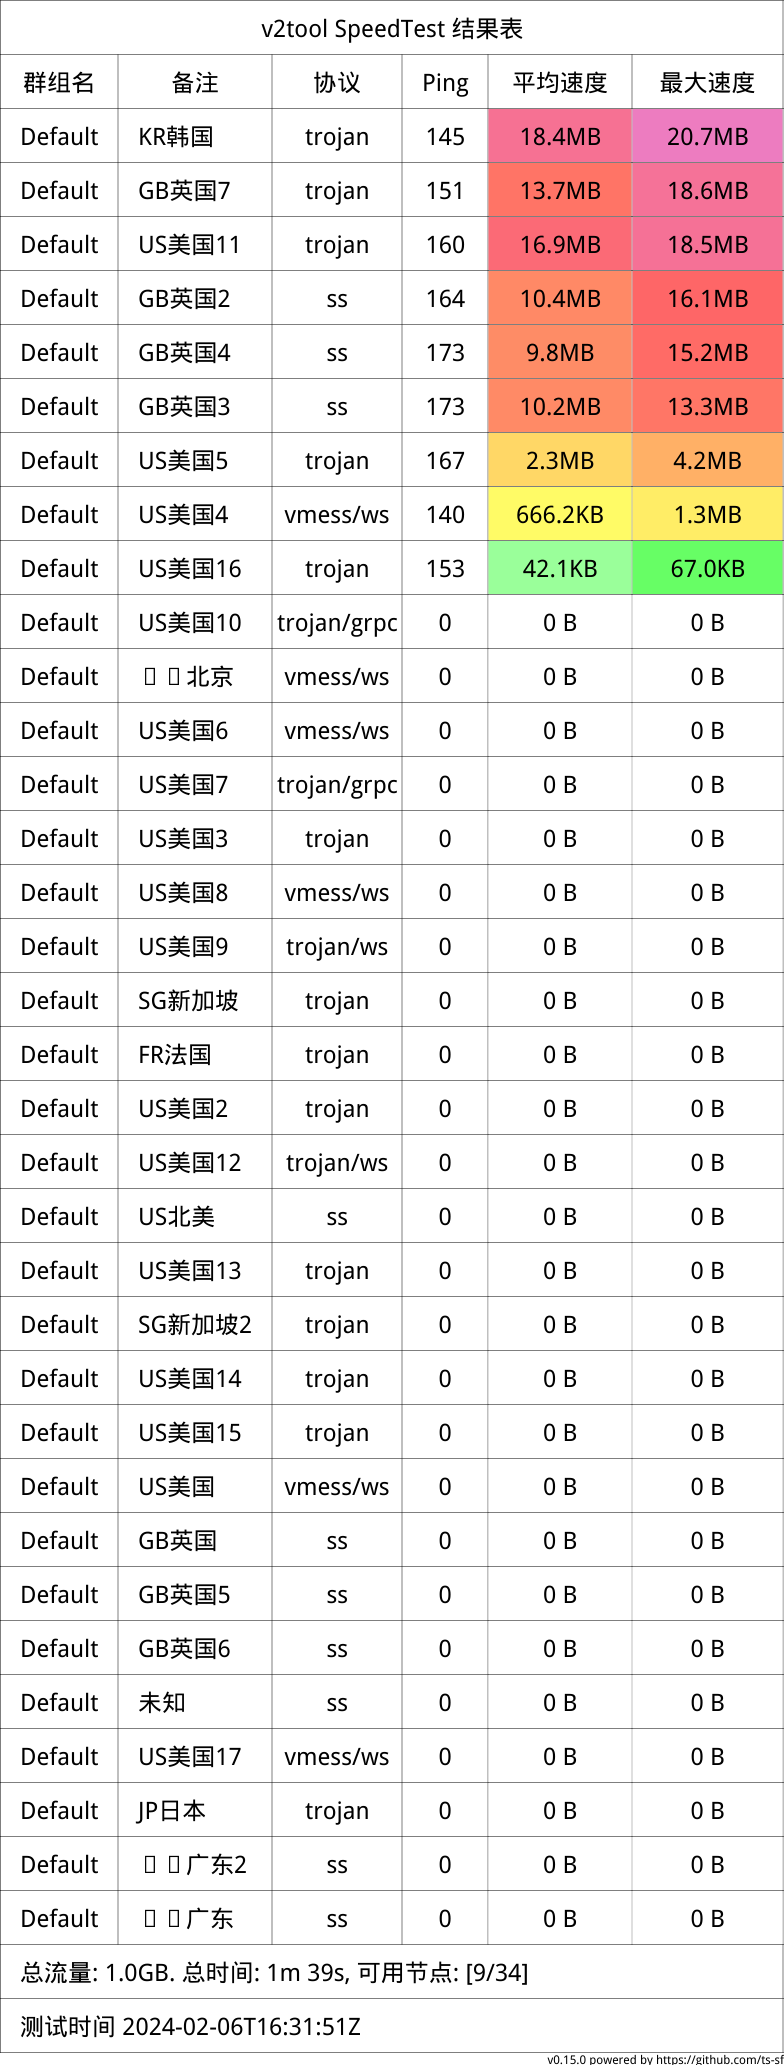 v2tool SpeedTest 结果表
群组名 备注 协议 Ping 平均速度 最大速度
Default KR韩国 trojan 145 18.4MB 20.7MB
Default GB英国7 trojan 151 13.7MB 18.6MB
Default US美国11 trojan 160 16.9MB 18.5MB
Default GB英国2 ss 164 10.4MB 16.1MB
Default GB英国4 ss 173 9.8MB 15.2MB
Default GB英国3 ss 173 10.2MB 13.3MB
Default US美国5 trojan 167 2.3MB 4.2MB
Default US美国4 vmess/ws 140 666.2KB 1.3MB
Default US美国16 trojan 153 42.1KB 67.0KB
Default US美国10 trojan/grpc 0 0 B 0 B
Default 北京 vmess/ws 0 0 B 0 B
Default US美国6 vmess/ws 0 0 B 0 B
Default US美国7 trojan/grpc 0 0 B 0 B
Default US美国3 trojan 0 0 B 0 B
Default US美国8 vmess/ws 0 0 B 0 B
Default US美国9 trojan/ws 0 0 B 0 B
Default SG新加坡 trojan 0 0 B 0 B
Default FR法国 trojan 0 0 B 0 B
Default US美国2 trojan 0 0 B 0 B
Default US美国12 trojan/ws 0 0 B 0 B
Default US北美 ss 0 0 B 0 B
Default US美国13 trojan 0 0 B 0 B
Default SG新加坡2 trojan 0 0 B 0 B
Default US美国14 trojan 0 0 B 0 B
Default US美国15 trojan 0 0 B 0 B
Default US美国 vmess/ws 0 0 B 0 B
Default GB英国 ss 0 0 B 0 B
Default GB英国5 ss 0 0 B 0 B
Default GB英国6 ss 0 0 B 0 B
Default 未知 ss 0 0 B 0 B
Default US美国17 vmess/ws 0 0 B 0 B
Default JP日本 trojan 0 0 B 0 B
Default 广东2 ss 0 0 B 0 B
Default 广东 ss 0 0 B 0 B
总流量: 1.0GB. 总时间: 1m 39s, 可用节点: [9/34]
测试时间 2024-02-06T16:31:51Z
v0.15.0 powered by https://github.com/ts-sf